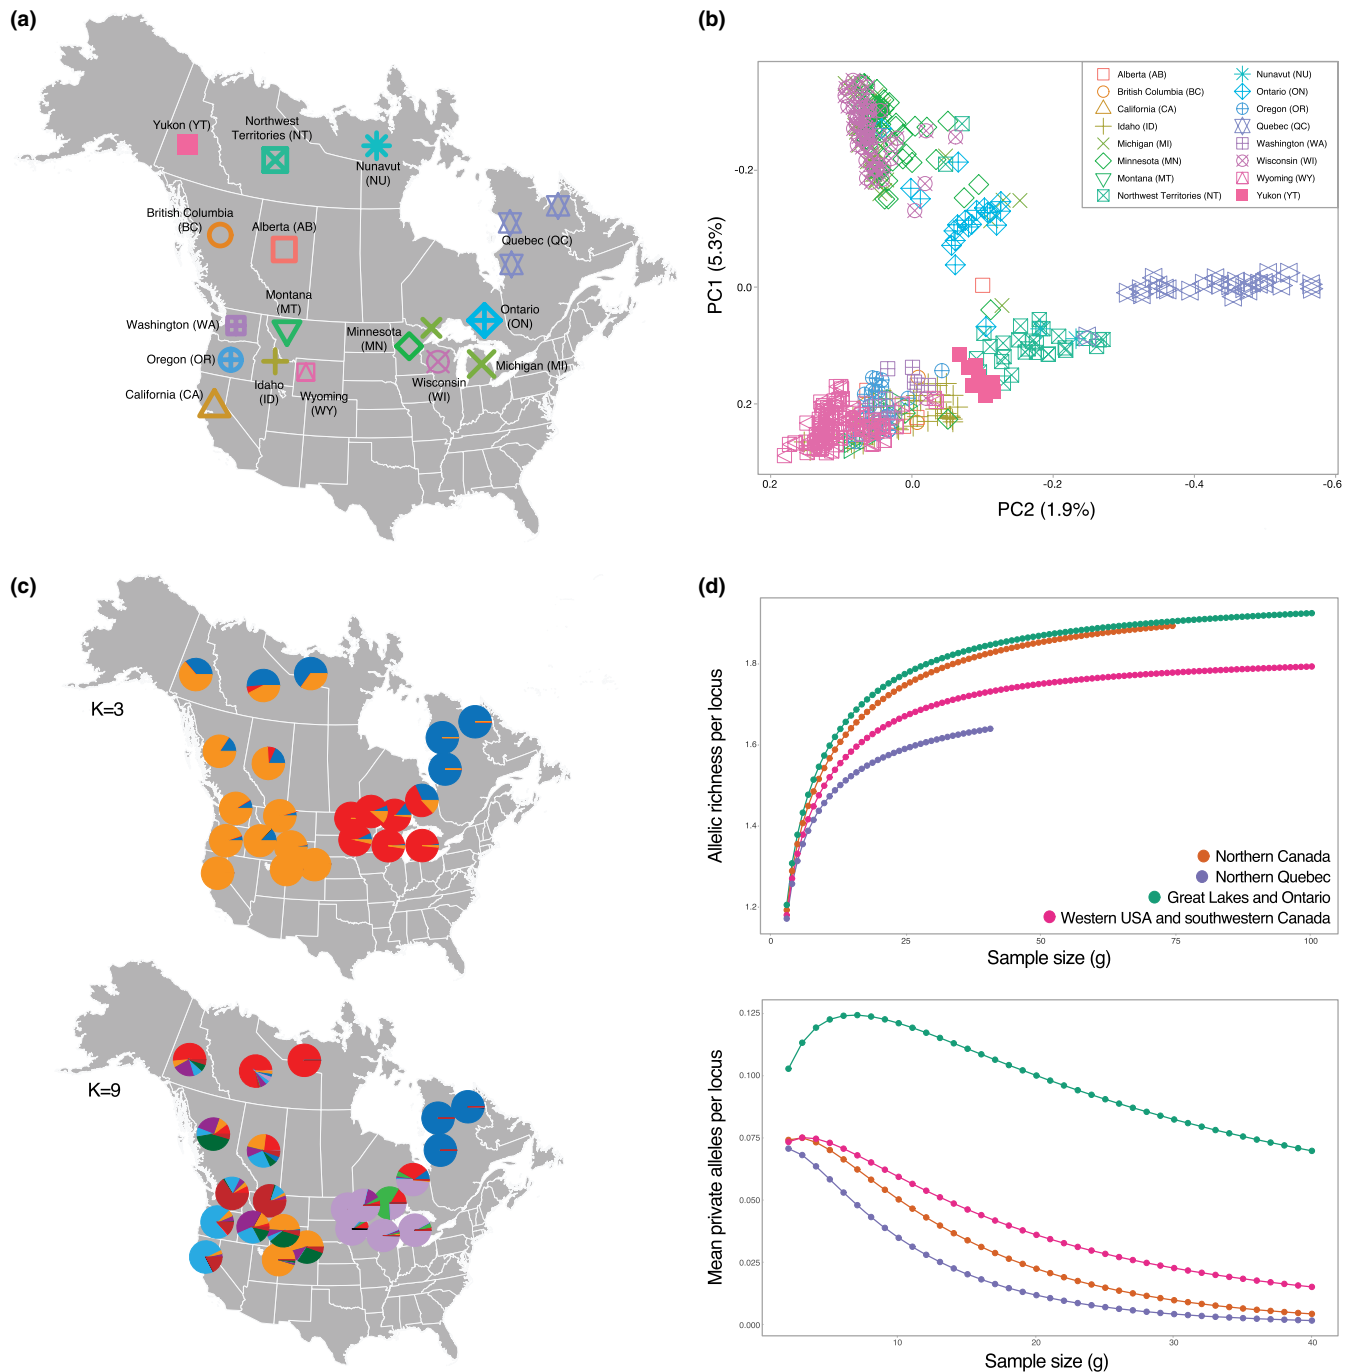 (a)
Yukon (YT)
Northwest
Territories (NT)
Nunavut
(NU)
British Columbia
(BC)
Alberta (AB)
Quebec (QC)
Montana
(MT)
Washington (WA)
Ontario
(ON)
Minnesota
(MN)
Oregon (OR)
Idaho
(ID)
Wyoming
(WY)
Wisconsin
(WI)
Michigan (MI)
California (CA)
(b)
Alberta (AB)
British Columbia (BC)
California (CA)
Idaho (ID)
Michigan (MI)
Minnesota (MN)
Montana (MT)
Northwest Territories (NT)
Nunavut (NU)
Ontario (ON)
Oregon (OR)
Quebec (QC)
Washington (WA)
Wisconsin (WI)
Wyoming (WY)
Yukon (YT)
PC1 (5.3%)
-0.2
0.0
0.2
0.2
0.0
-0.2
-0.4
-0.6
PC2 (1.9%)
(c)
K=3
K=9
(d)
Allelic richness per locus
1.8
1.6
1.4
1.2
Northern Canada
Northern Quebec
Great Lakes and Ontario
Western USA and southwestern Canada
0
25
50
75
100
Sample size (g)
Mean private alleles per locus
0.125
0.100
0.075
0.050
0.025
0.000
10
20
30
40
Sample size (g)